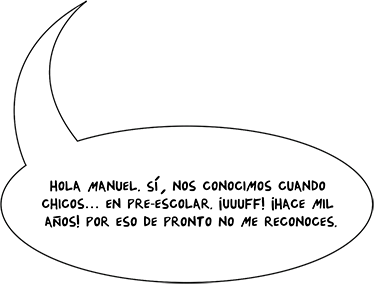 HOLA MANUEL. SÍ, NOS CONOCIMOS CUANDO
CHICOS... EN PRE-ESCOLAR. ¡UUUFF! ¡HACE MIL
AÑOS! POR ESO DE PRONTO NO ME RECONOCES.